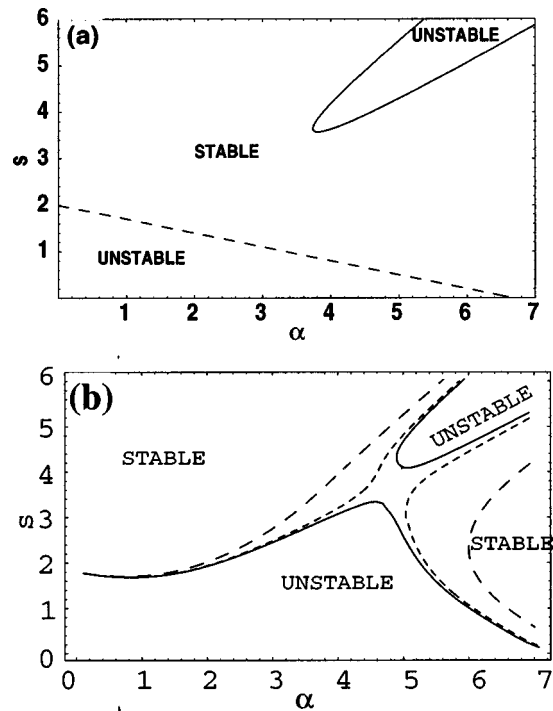 (a)
6
5
4
3
2
1
s
UNSTABLE
STABLE
UNSTABLE
1 2 3 4 5 6 7
α
(b)
6
5
4
3
2
1
0
s
STABLE
UNSTABLE
STABLE
UNSTABLE
0 1 2 3 4 5 6 7
α